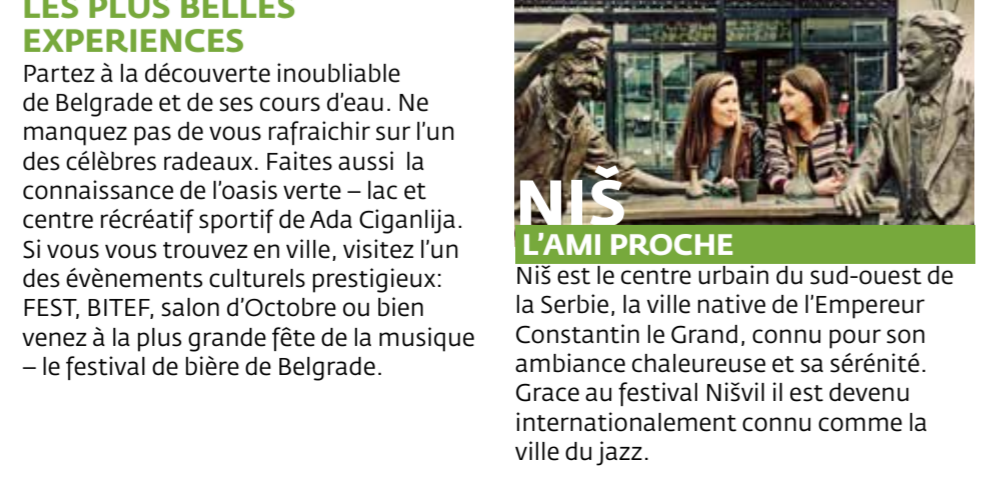 LES PLUS BELLES
EXPERIENCES
Partez à la découverte inoubliable
de Belgrade et de ses cours d'eau. Ne
manquez pas de vous rafraichir sur l'un
des célèbres radeaux. Faites aussi  la
connaissance de l'oasis verte – lac et
centre récréatif sportif de Ada Ciganlija.
Si vous vous trouvez en ville, visitez l'un
des évènements culturels prestigieux:
FEST, BITEF, salon d'Octobre ou bien
venez à la plus grande fête de la musique
– le festival de bière de Belgrade.
NIŠ
L'AMI PROCHE
Niš est le centre urbain du sud-ouest de
la Serbie, la ville native de l'Empereur
Constantin le Grand, connu pour son
ambiance chaleureuse et sa sérénité.
Grace au festival Nišvil il est devenu
internationalement connu comme la
ville du jazz.